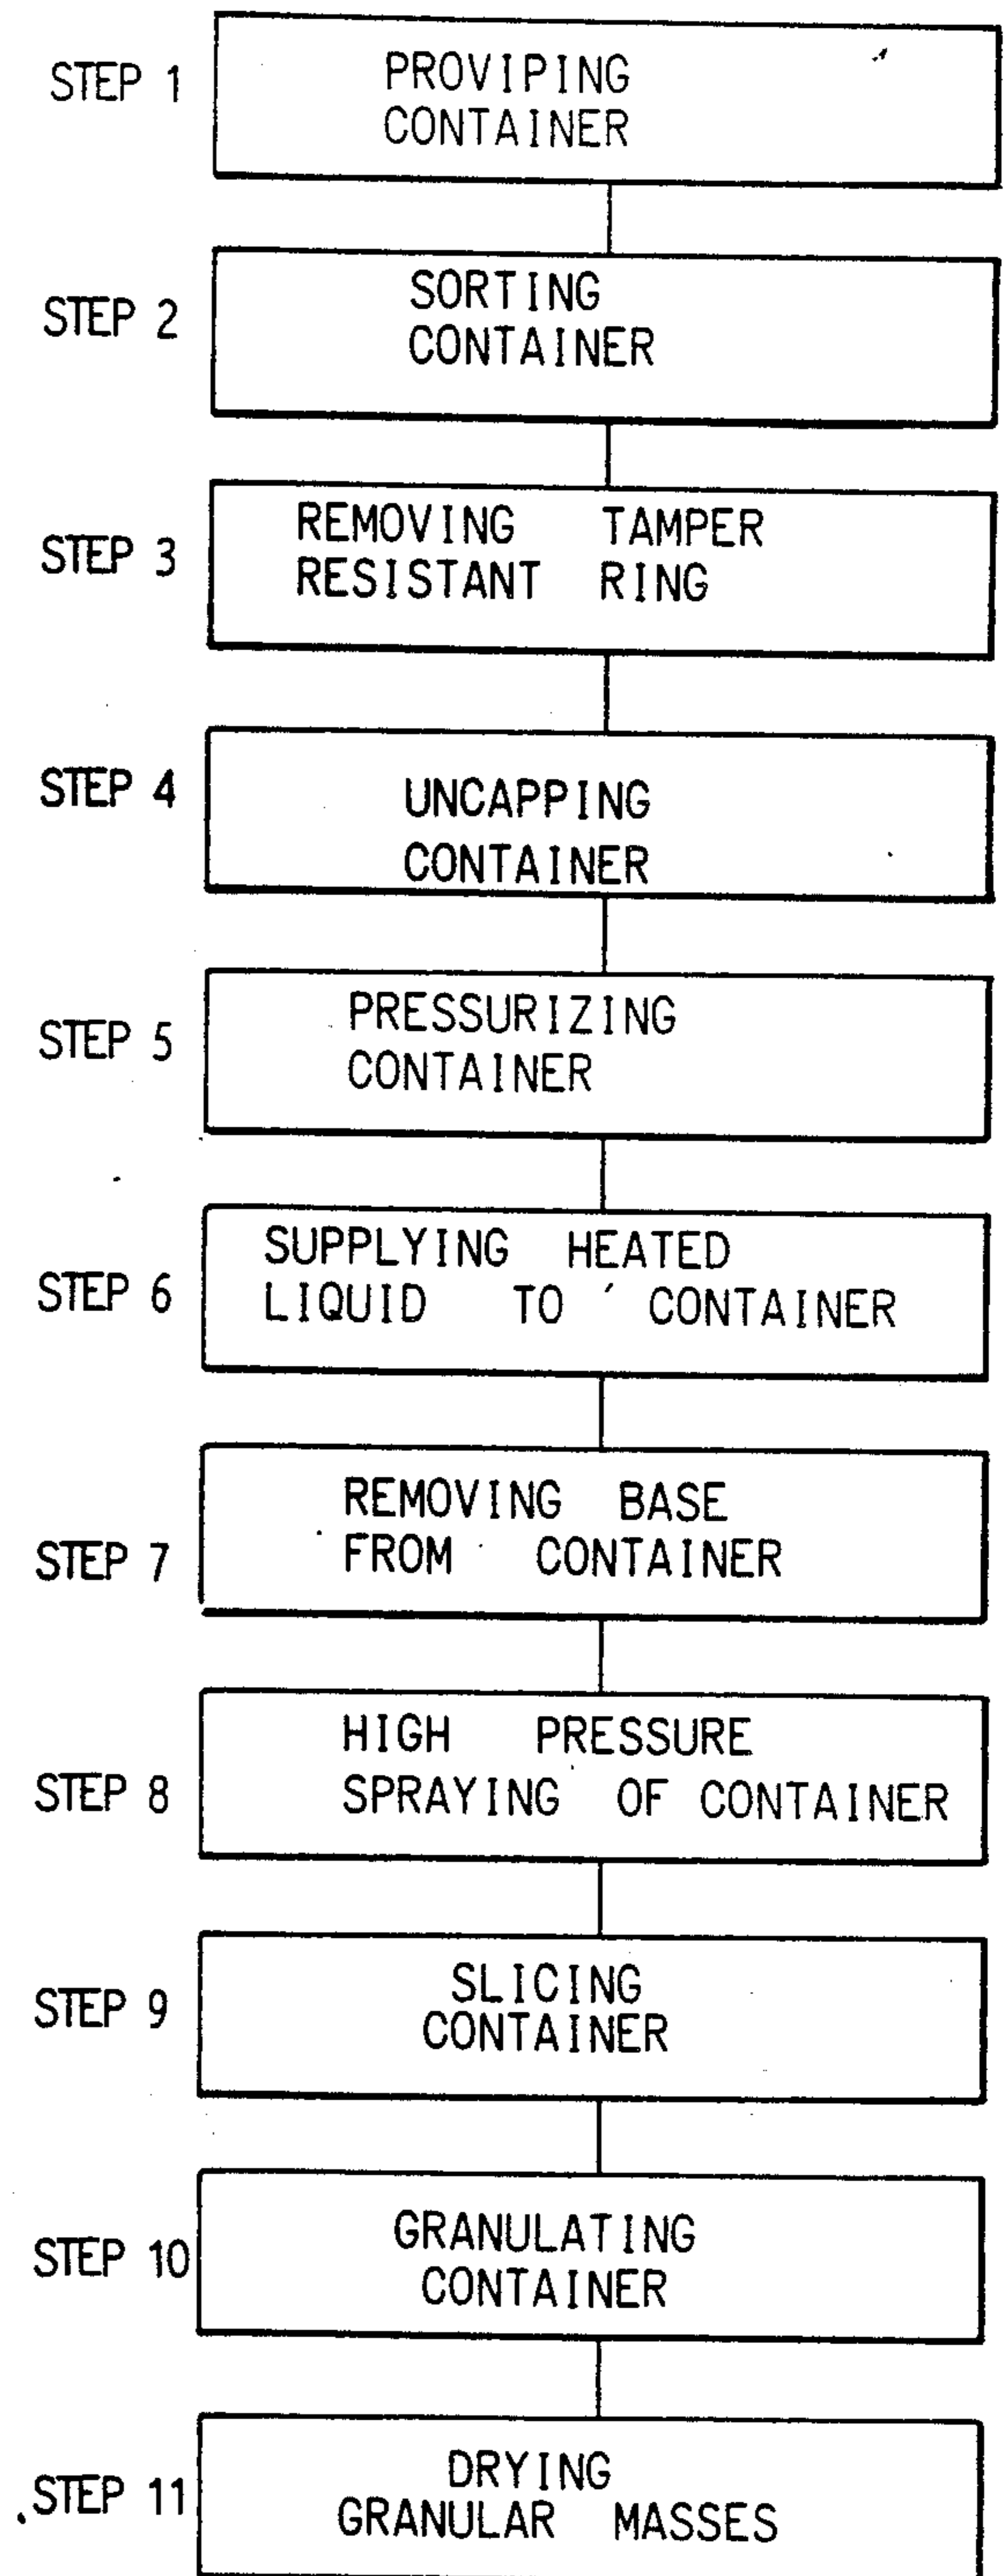 STEP 1
PROVIPING
CONTAINER
STEP 2
SORTING
CONTAINER
STEP 3
REMOVING TAMPER
RESISTANT RING
STEP 4
UNCAPPING
CONTAINER
STEP 5
PRESSURIZING
CONTAINER
STEP 6
SUPPLYING HEATED
LIQUID TO CONTAINER
STEP 7
REMOVING BASE
FROM CONTAINER
STEP 8
HIGH PRESSURE
SPRAYING OF CONTAINER
STEP 9
SLICING
CONTAINER
STEP 10
GRANULATING
CONTAINER
STEP 11
DRYING
GRANULAR MASSES